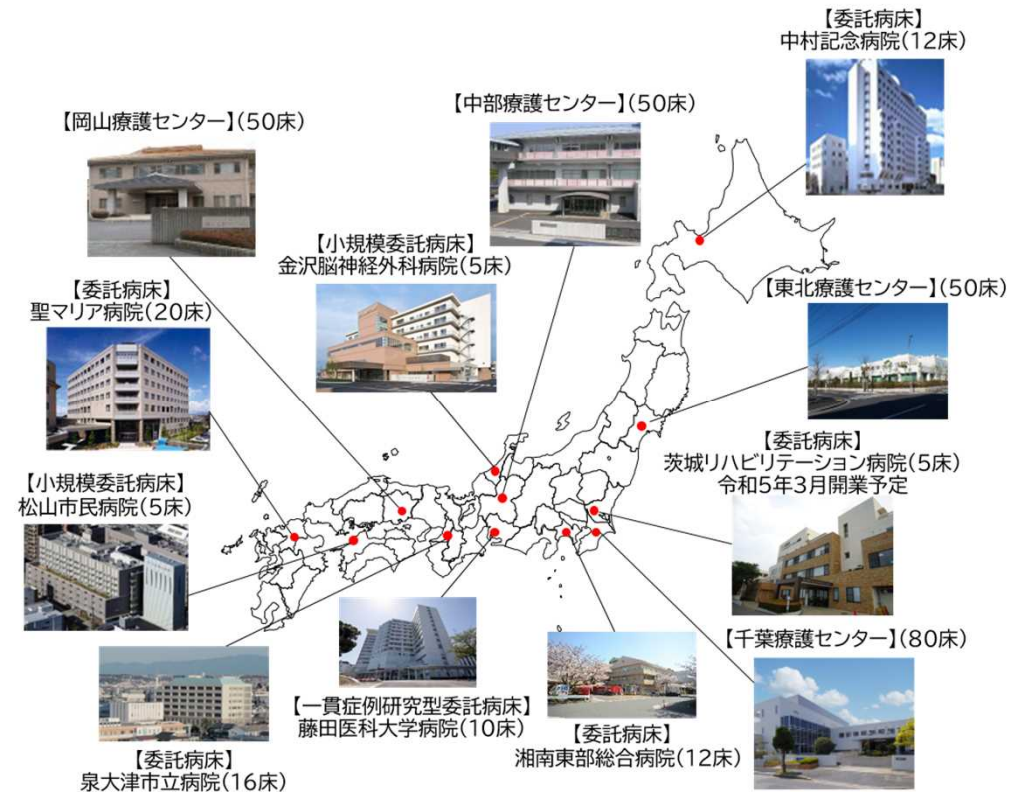 【委託病床】
中村記念病院(12床)
【中部療護センター】(50床)
【岡山療護センター】(50床)
【小規模委託病床】
金沢脳神経外科病院(5床)
【東北療護センター】(50床)
【委託病床】
聖マリア病院(20床)
【委託病床】
茨城リハビリテーション病院(5床)
令和5年3月開業予定
【小規模委託病床】
松山市民病院(5床)
【千葉療護センター】(80床)
【一貫症例研究型委託病床】
藤田医科大学病院(10床)
【委託病床】
湘南東部総合病院(12床)
【委託病床】
泉大津市立病院(16床)